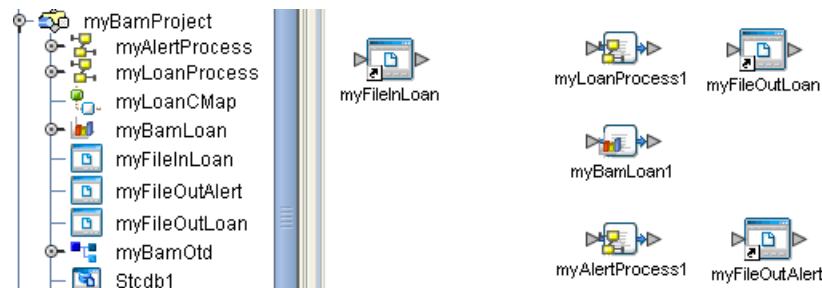 myBamProject
myAlertProcess
myLoanProcess
myLoanCMap
myBamLoan
myFileInLoan
myFileOutAlert
myFileOutLoan
myBamOtd
Stcdb1
myFileInLoan
myLoanProcess1
myFileOutLoan
myBamLoan1
myAlertProcess1
myFileOutAlert